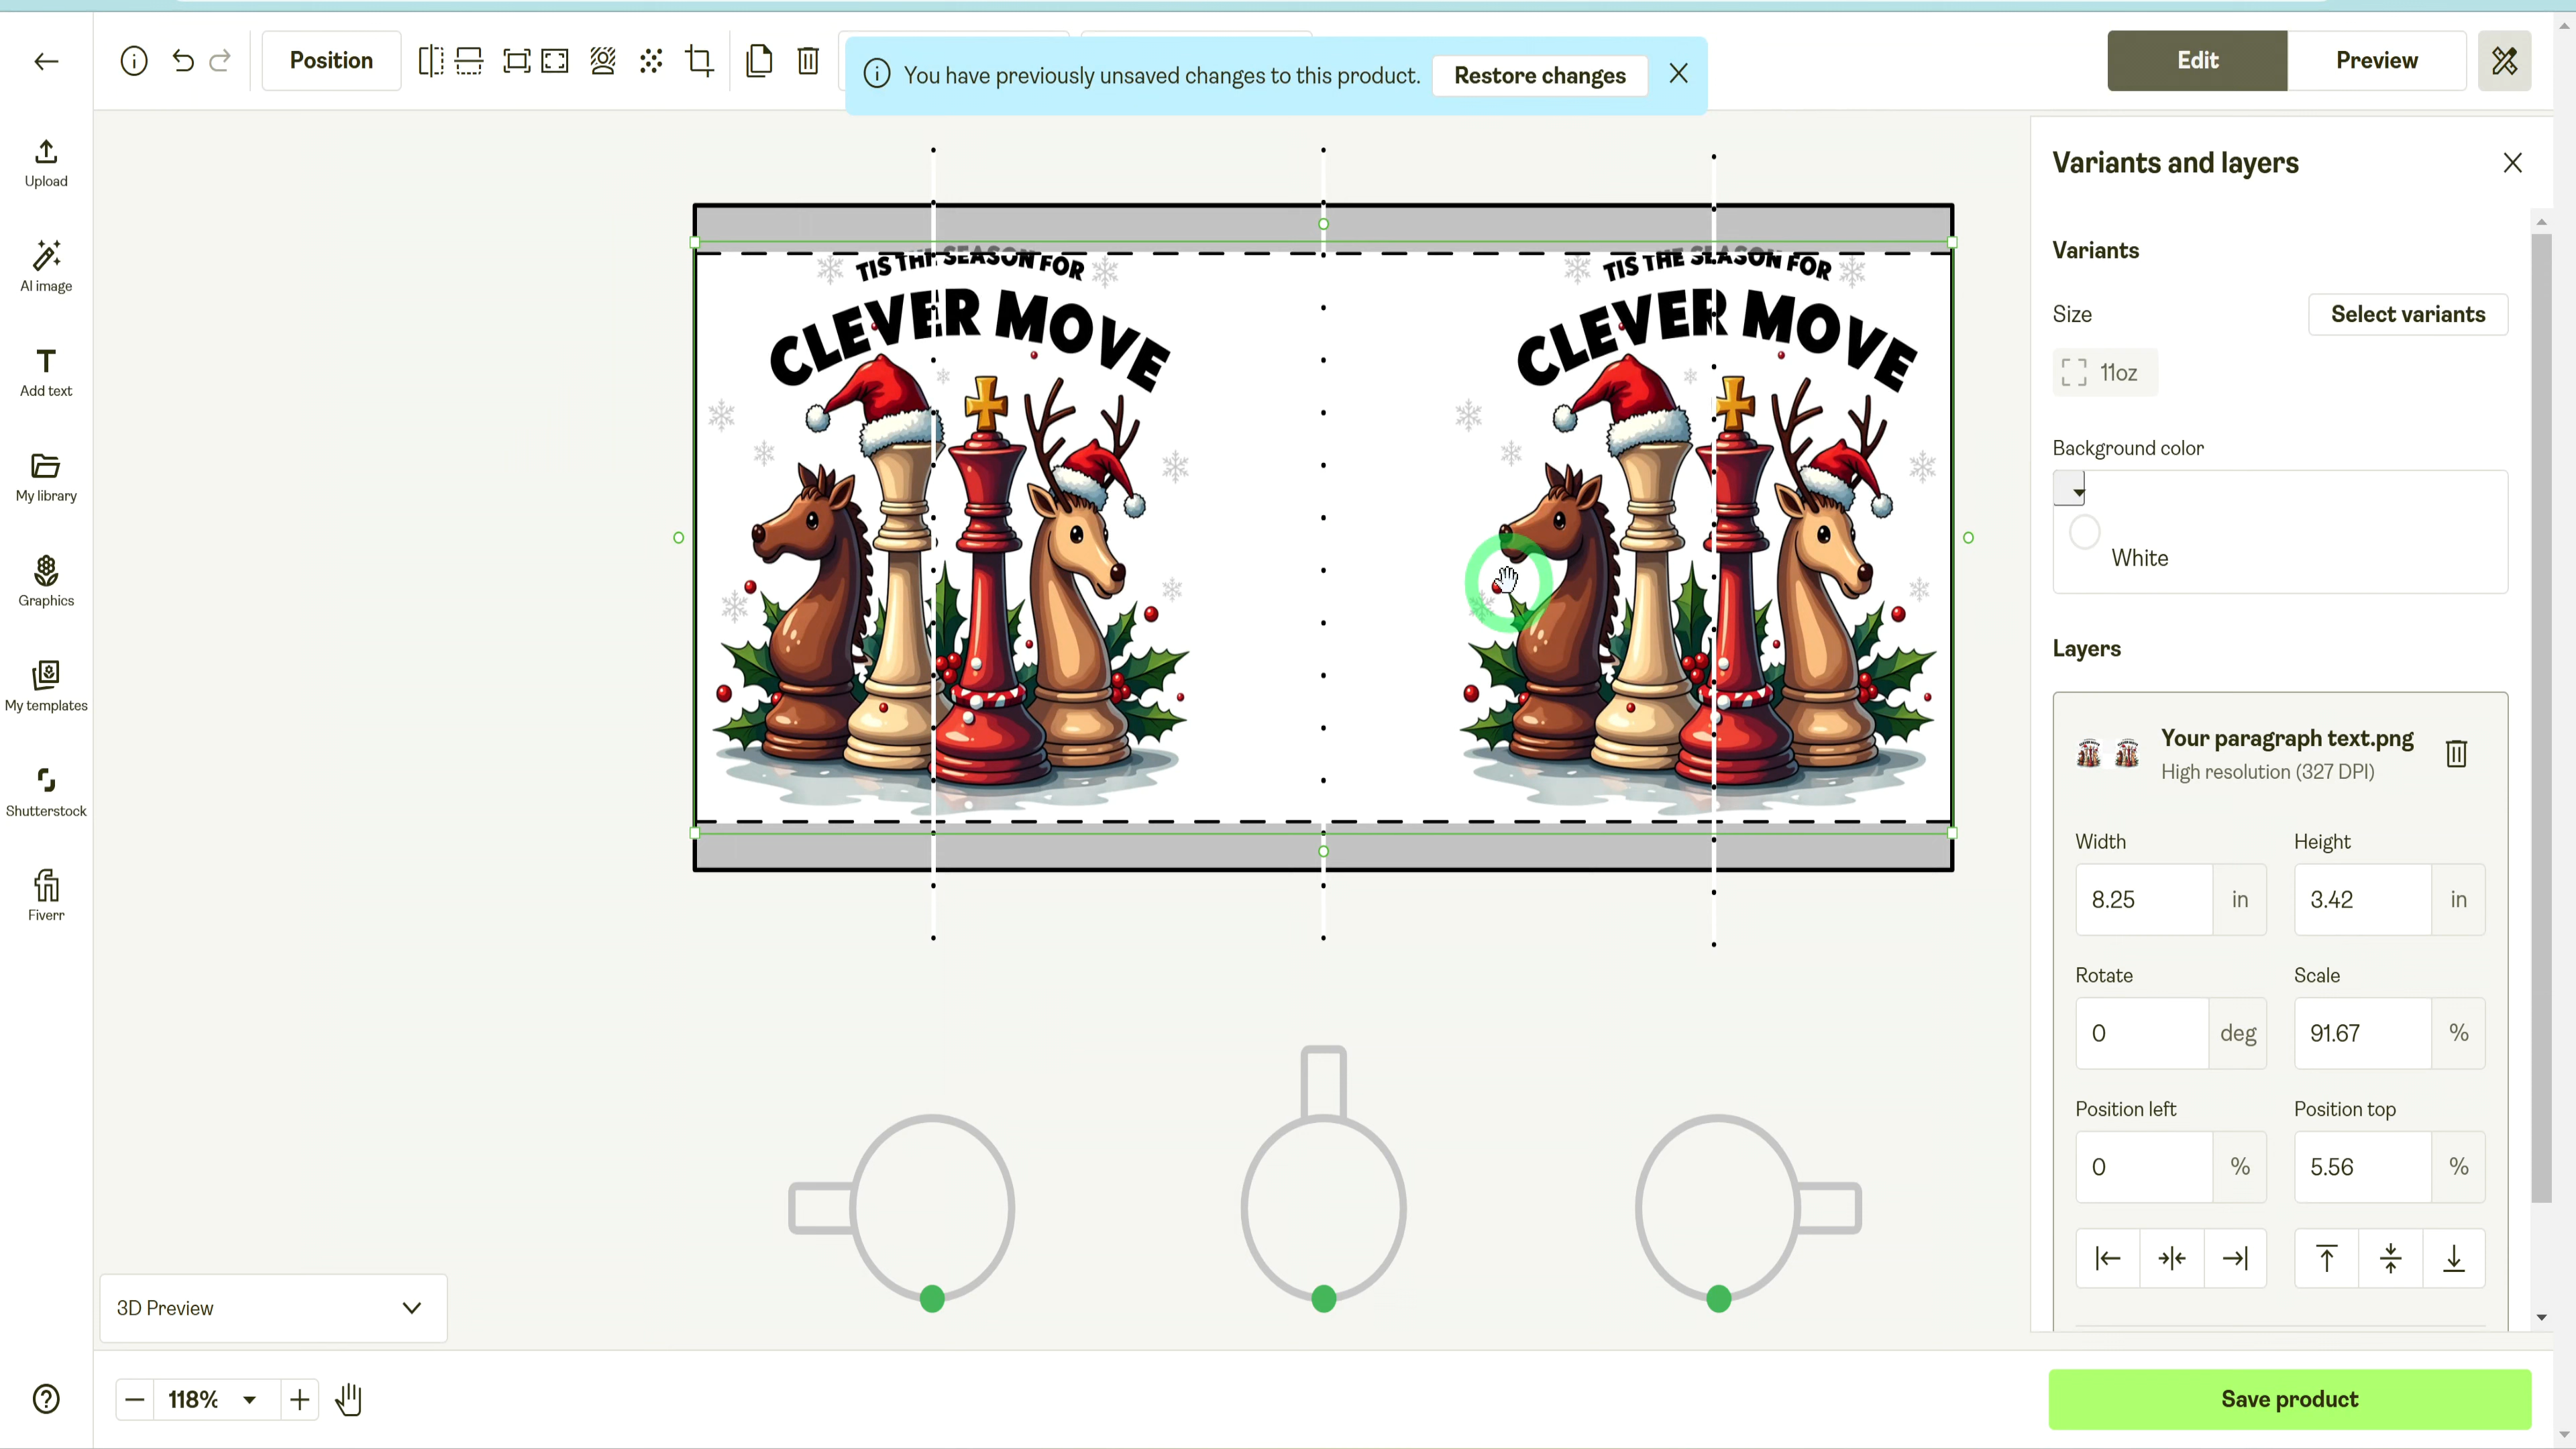 Position
You have previously unsaved changes to this product.
Restore changes
Edit
Preview
Upload
AI image
Add text
My library
Graphics
My templates
Shutterstock
Fiverr
TIS THE SEASON FOR
CLEVER MOVE
TIS THE SEASON FOR
CLEVER MOVE
3D Preview
118%
Variants and layers
Variants
Size
Select variants
11oz
Background color
White
Layers
Your paragraph text.png
High resolution (327 DPI)
Width
Height
8.25 in
3.42 in
Rotate
Scale
0 deg
91.67 %
Position left
Position top
0 %
5.56 %
Save product